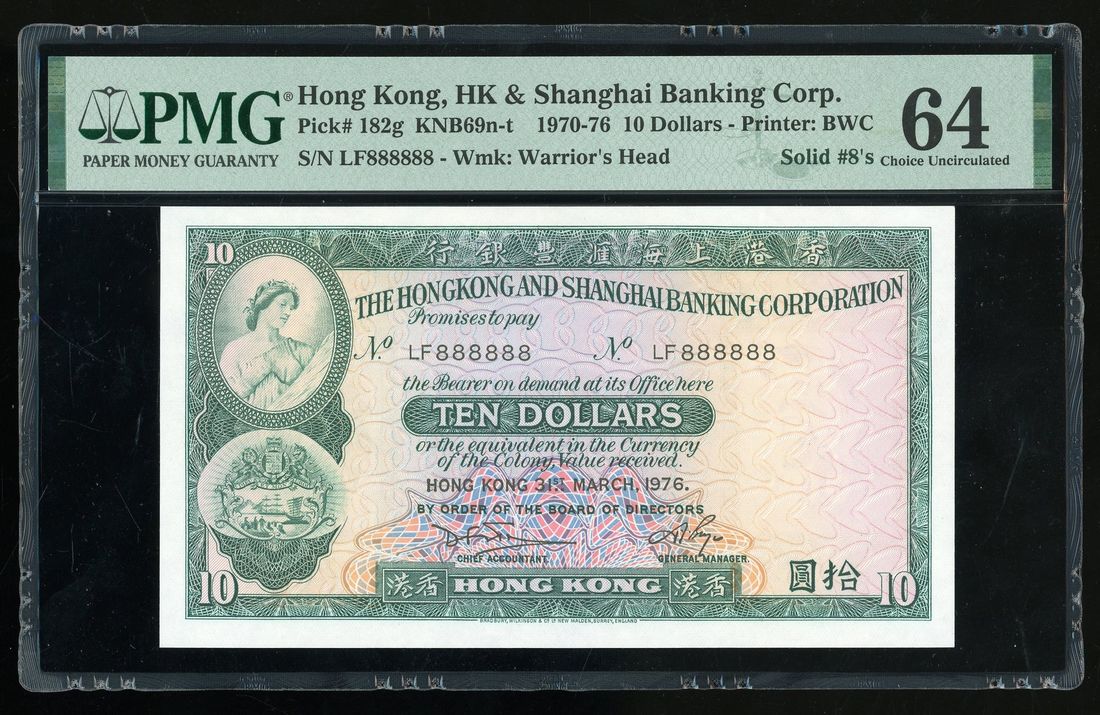 PMG® Hong Kong, HK & Shanghai Banking Corp.
PAPER MONEY GUARANTY
Pick# 182g KNB69n-t 1970-76 10 Dollars - Printer: BWC
S/N LF888888 - Wmk: Warrior's Head Solid #8's
64
Choice Uncirculated
10
行銀豐滙海上港香
THE HONGKONG AND SHANGHAI BANKING CORPORATION
Promises to pay
No LF888888 No LF888888
the Bearer on demand at its Office here
TEN DOLLARS
or the equivalent in the Currency
of the Colony, Value received.
HONG KONG 31ST MARCH, 1976.
BY ORDER OF THE BOARD OF DIRECTORS
CHIEF ACCOUNTANT. GENERAL MANAGER.
10 港香 HONG KONG 港香 圓拾 10
BRADBURY, WILKINSON & Co. Ld. NEW MALDEN, SURREY, ENGLAND